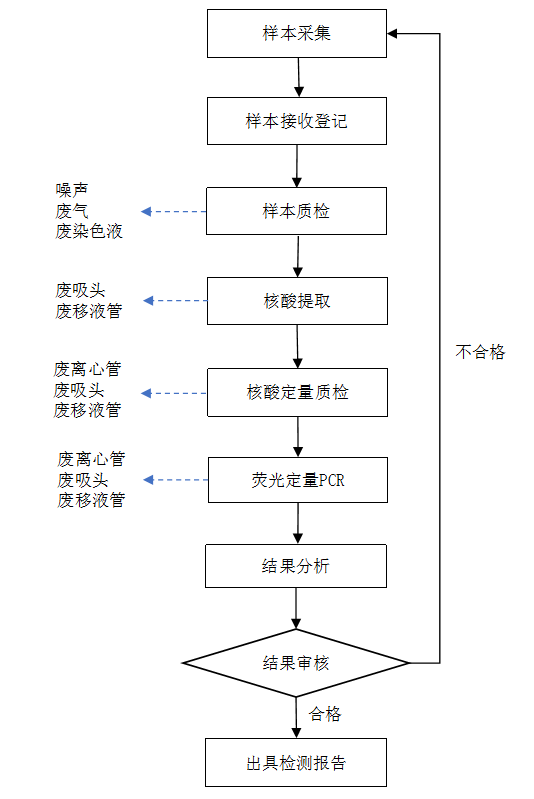 样本采集
样本接收登记
噪声
废气
废染色液
样本质检
废吸头
废移液管
核酸提取
不合格
废离心管
废吸头
废移液管
核酸定量质检
废离心管
废吸头
废移液管
荧光定量PCR
结果分析
结果审核
合格
出具检测报告